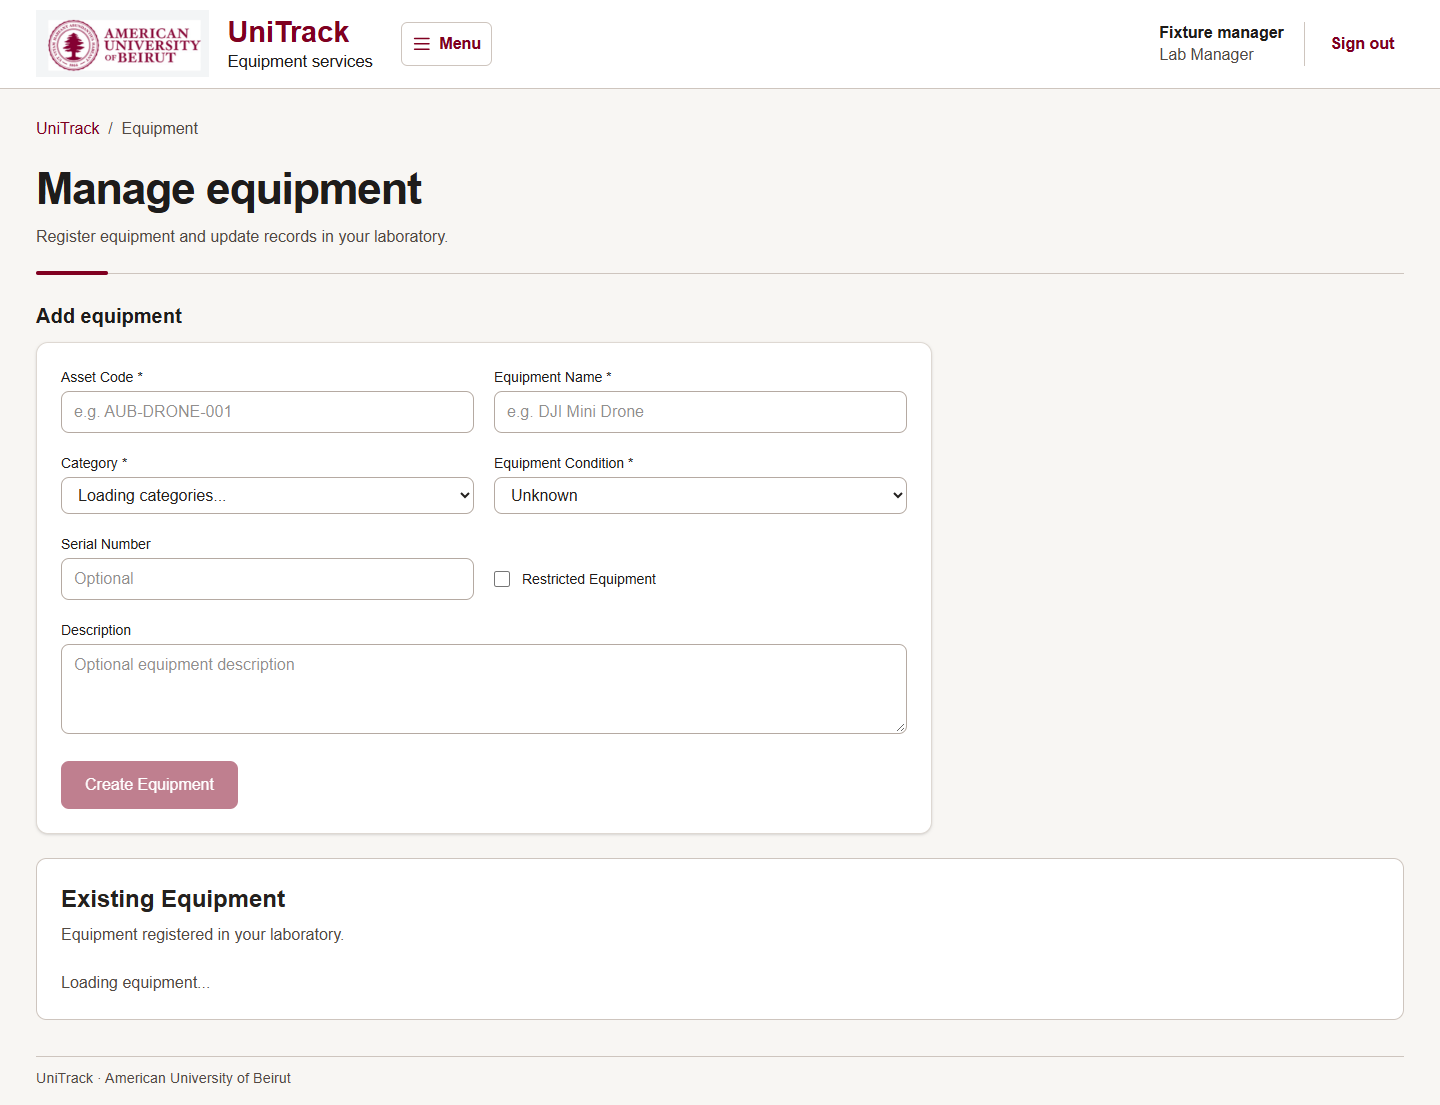 AMERICAN
UNIVERSITY
OF BEIRUT
UniTrack
Equipment services
Menu
Fixture manager
Lab Manager
Sign out
UniTrack / Equipment
Manage equipment
Register equipment and update records in your laboratory.
Add equipment
Asset Code *
e.g. AUB-DRONE-001
Equipment Name *
e.g. DJI Mini Drone
Category *
Loading categories...
Equipment Condition *
Unknown
Serial Number
Optional
Restricted Equipment
Description
Optional equipment description
Create Equipment
Existing Equipment
Equipment registered in your laboratory.
Loading equipment...
UniTrack · American University of Beirut